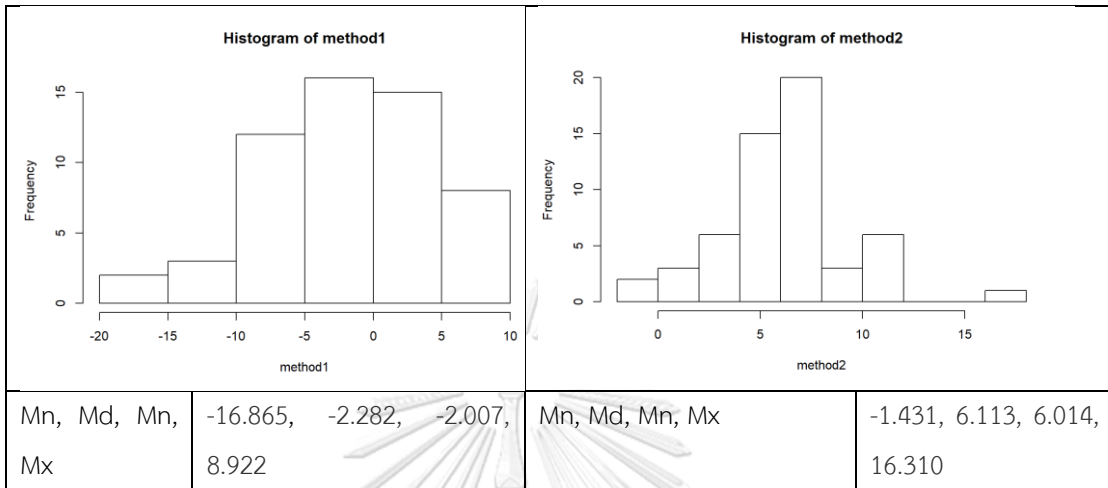 Histogram of method1
15
10
5
0
Frequency
-20 -15 -10 -5 0 5 10
method1
Histogram of method2
20
15
10
5
0
Frequency
0 5 10 15
method2
Mn, Md, Mn,
Mx
-16.865, -2.282, -2.007,
8.922
Mn, Md, Mn, Mx
-1.431, 6.113, 6.014,
16.310